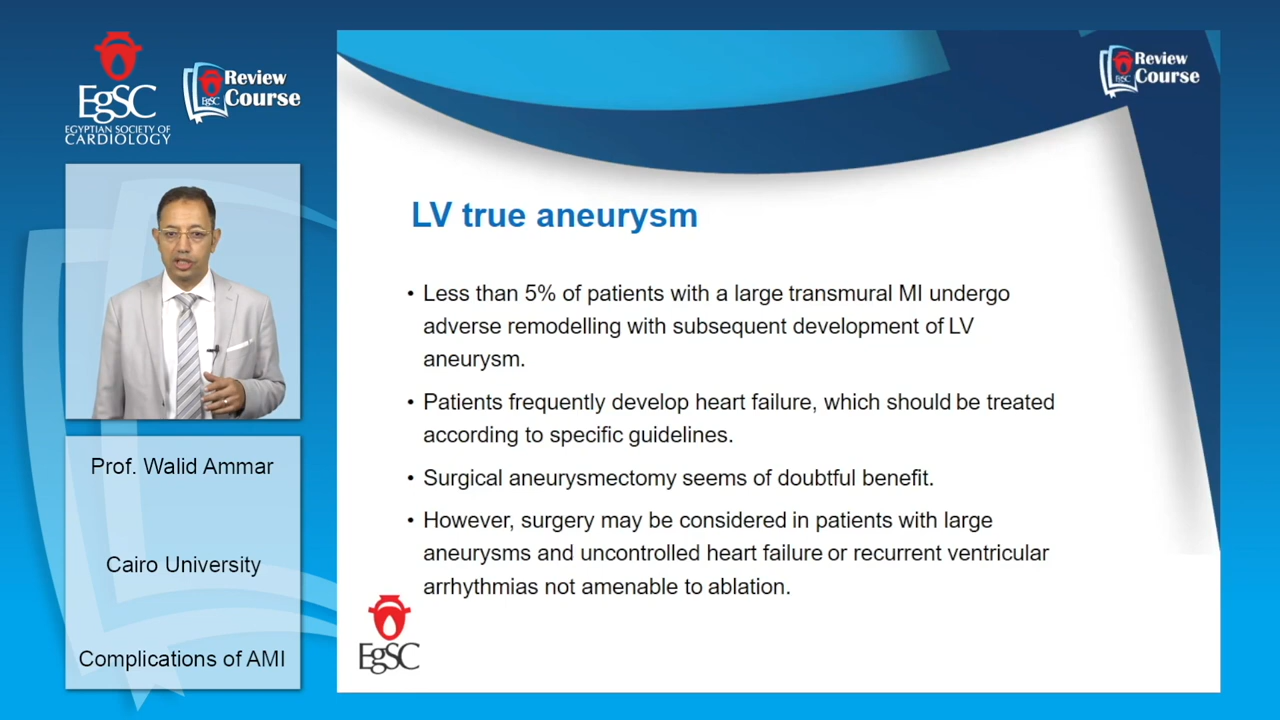 EgSC
EGYPTIAN SOCIETY OF
CARDIOLOGY
EgSC
Review
Course
EgSC
Review
Course
Prof. Walid Ammar
Cairo University
Complications of AMI
LV true aneurysm
• Less than 5% of patients with a large transmural MI undergo
adverse remodelling with subsequent development of LV
aneurysm.
• Patients frequently develop heart failure, which should be treated
according to specific guidelines.
• Surgical aneurysmectomy seems of doubtful benefit.
• However, surgery may be considered in patients with large
aneurysms and uncontrolled heart failure or recurrent ventricular
arrhythmias not amenable to ablation.
EgSC